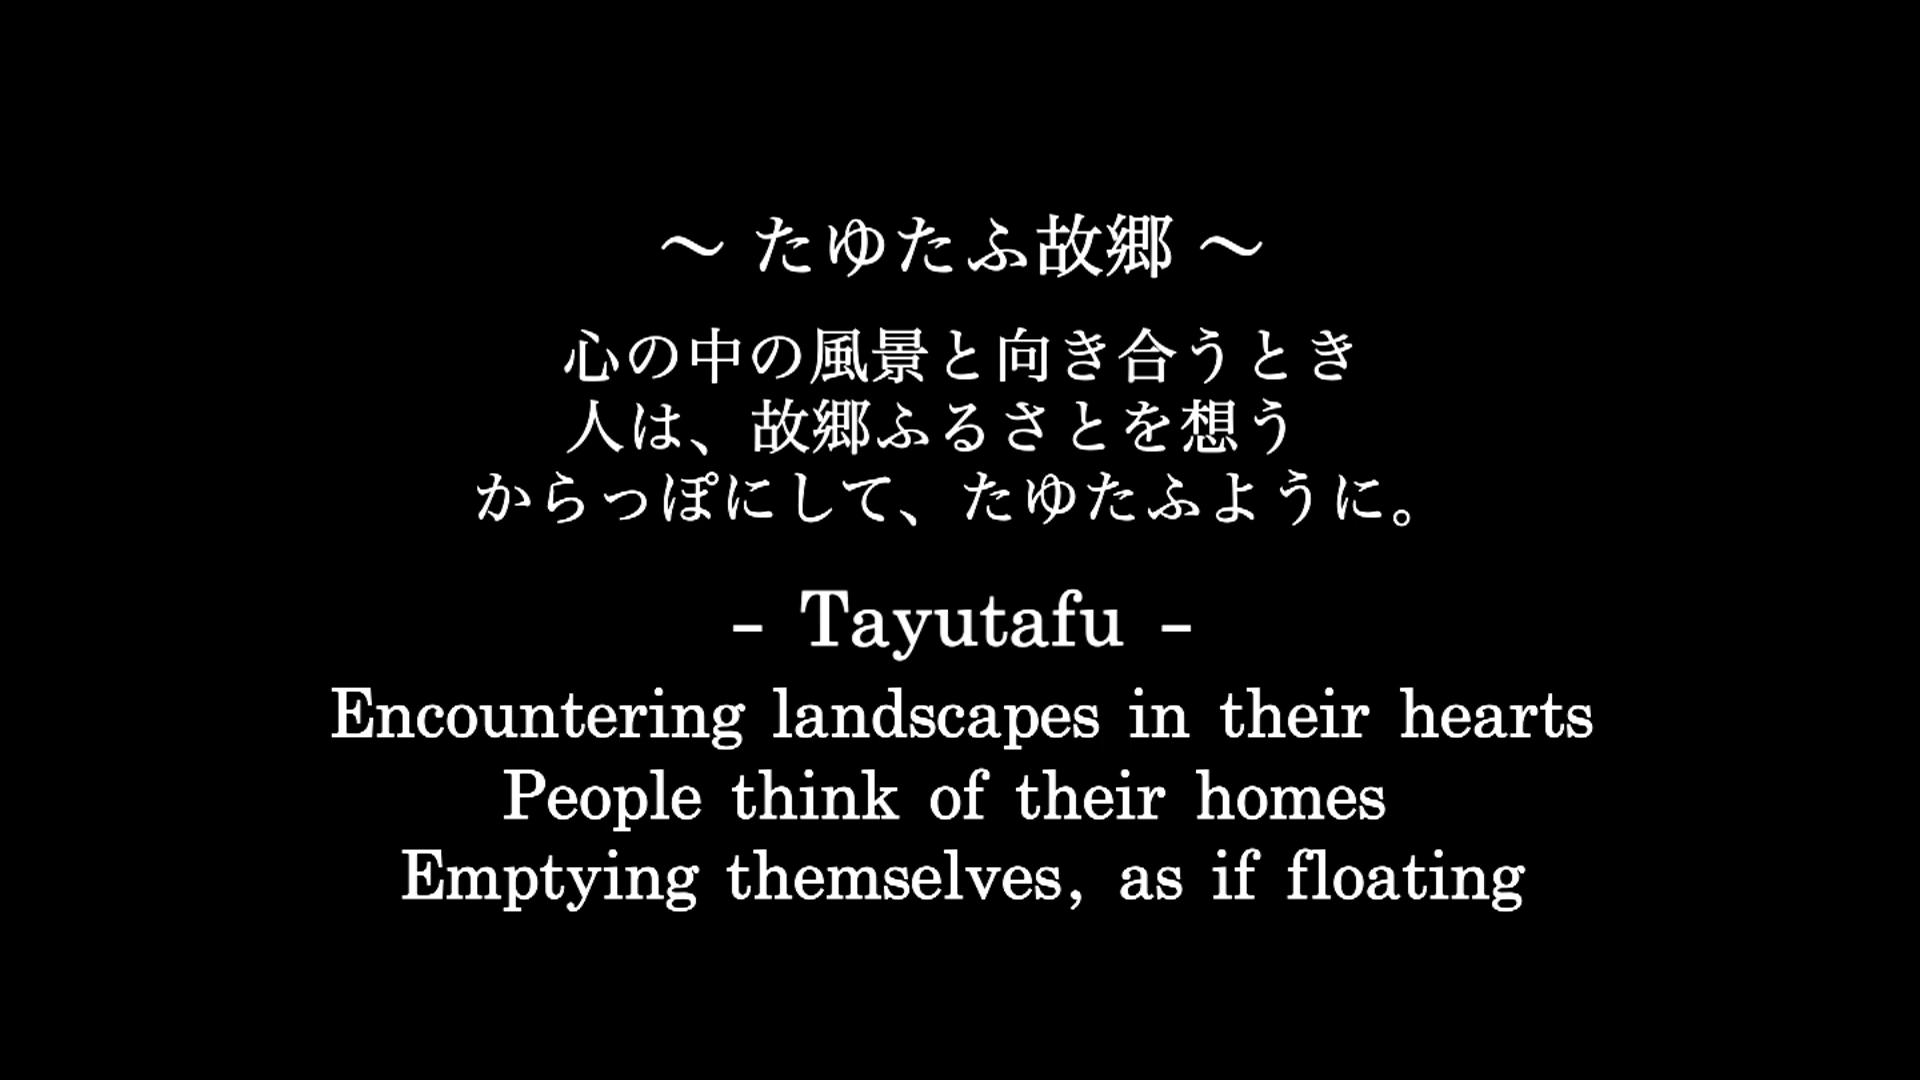 ～ たゆたふ故郷 ～
心の中の風景と向き合うとき
人は、故郷ふるさとを想う
からっぽにして、たゆたふように。
- Tayutafu -
Encountering landscapes in their hearts
People think of their homes
Emptying themselves, as if floating